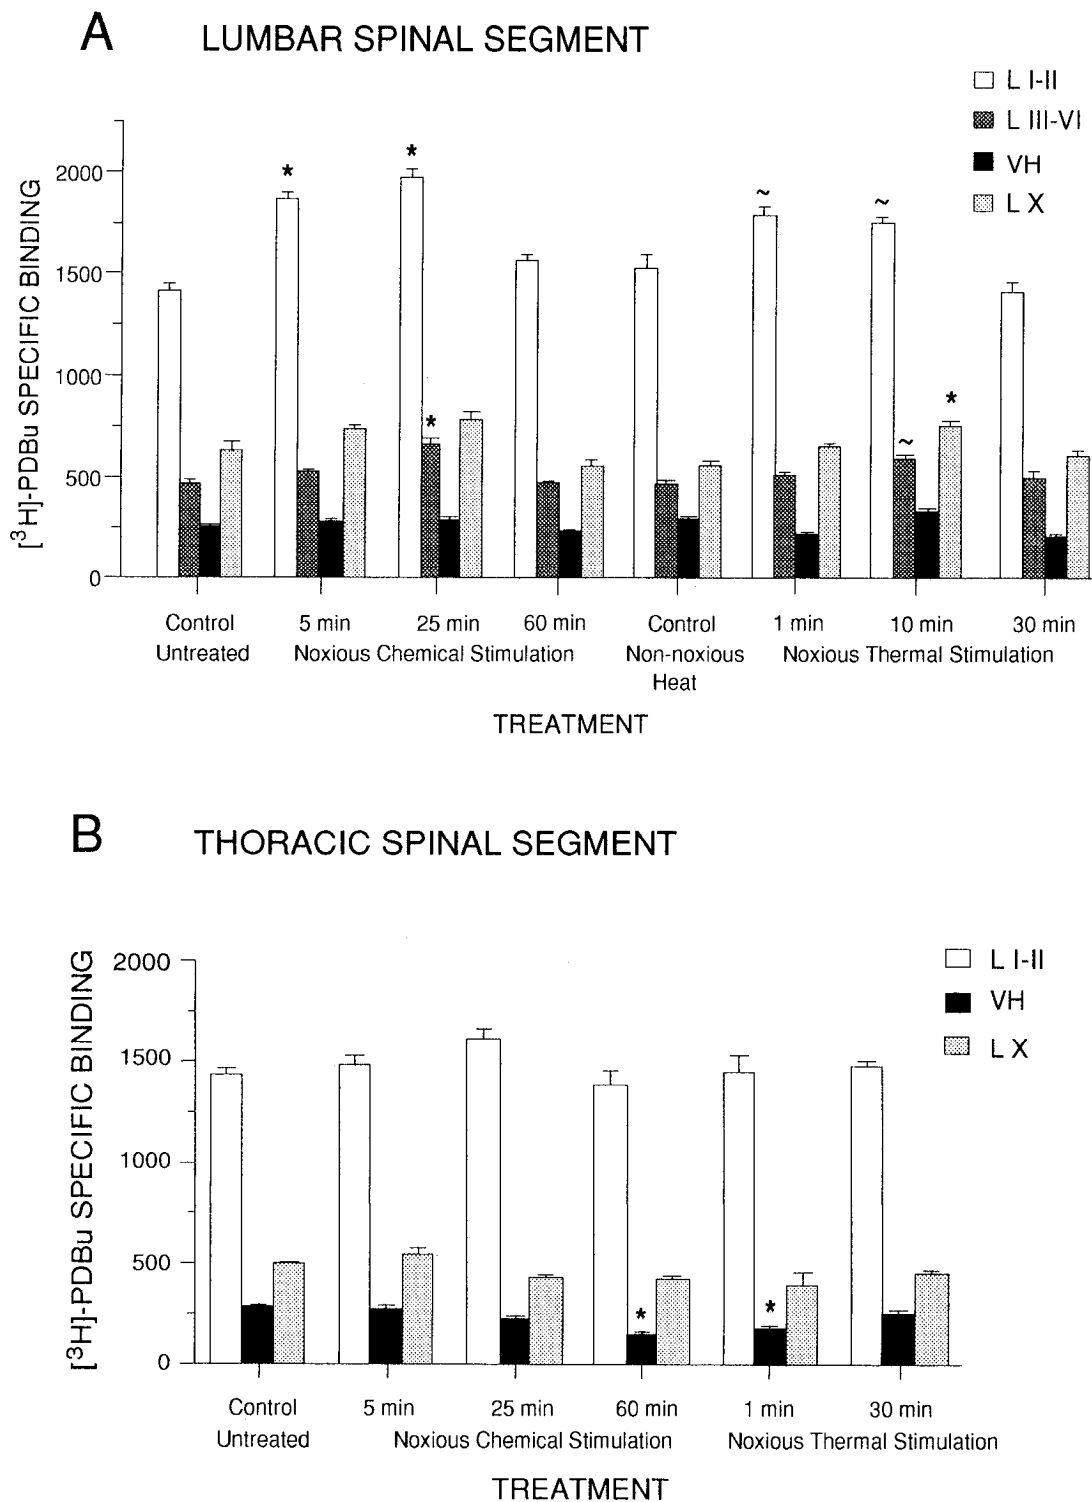 A
LUMBAR SPINAL SEGMENT
L I-II
L III-VI
VH
L X
[³H]-PDBu SPECIFIC BINDING
2000
1500
1000
500
0
*
*
*
~
~
~
*
Control
Untreated
5 min
25 min
60 min
Noxious Chemical Stimulation
Control
Non-noxious
Heat
1 min
10 min
30 min
Noxious Thermal Stimulation
TREATMENT
B
THORACIC SPINAL SEGMENT
L I-II
VH
L X
[³H]-PDBu SPECIFIC BINDING
2000
1500
1000
500
0
*
*
Control
Untreated
5 min
25 min
60 min
Noxious Chemical Stimulation
1 min
30 min
Noxious Thermal Stimulation
TREATMENT